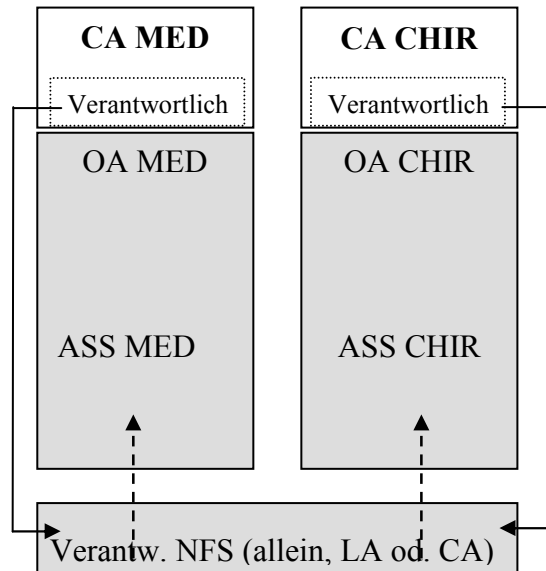 CA MED
Verantwortlich
OA MED
ASS MED
CA CHIR
Verantwortlich
OA CHIR
ASS CHIR
Verantw. NFS (allein, LA od. CA)